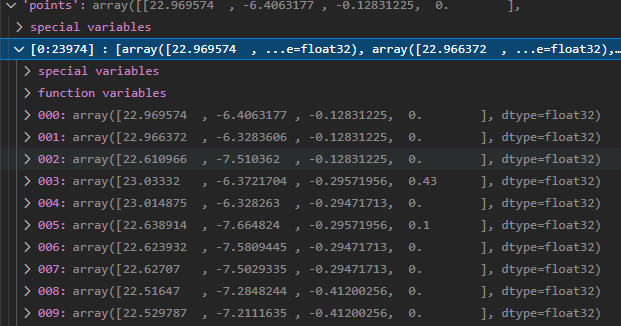 'points': array([[22.969574  , -6.4063177 , -0.12831225,  0.        ],
special variables
[0:23974] : [array([22.969574  , ...e=float32), array([22.966372  , ...e=float32),...
special variables
function variables
000: array([22.969574  , -6.4063177 , -0.12831225,  0.        ], dtype=float32)
001: array([22.966372  , -6.3283606 , -0.12831225,  0.        ], dtype=float32)
002: array([22.610966  , -7.510362  , -0.12831225,  0.        ], dtype=float32)
003: array([23.03332   , -6.3721704 , -0.29571956,  0.43      ], dtype=float32)
004: array([23.014875  , -6.328263  , -0.29471713,  0.        ], dtype=float32)
005: array([22.638914  , -7.664824  , -0.29571956,  0.1       ], dtype=float32)
006: array([22.623932  , -7.5809445 , -0.29471713,  0.        ], dtype=float32)
007: array([22.62707   , -7.5029335 , -0.29471713,  0.        ], dtype=float32)
008: array([22.51647   , -7.2848244 , -0.41200256,  0.        ], dtype=float32)
009: array([22.529787  , -7.2111635 , -0.41200256,  0.        ], dtype=float32)